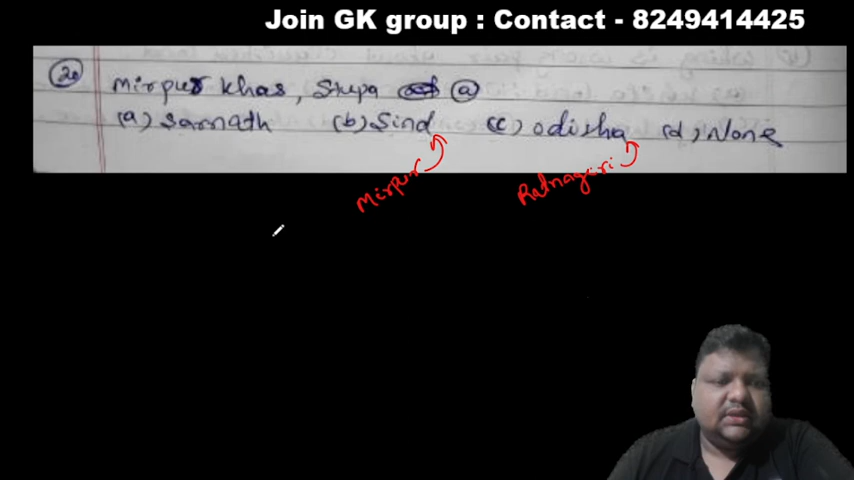 Join GK group : Contact - 8249414425
20 Mirpur khas, Stupa @
(a) Sarnath (b) Sind (c) odisha (d) None
Mirpur Ratnagiri